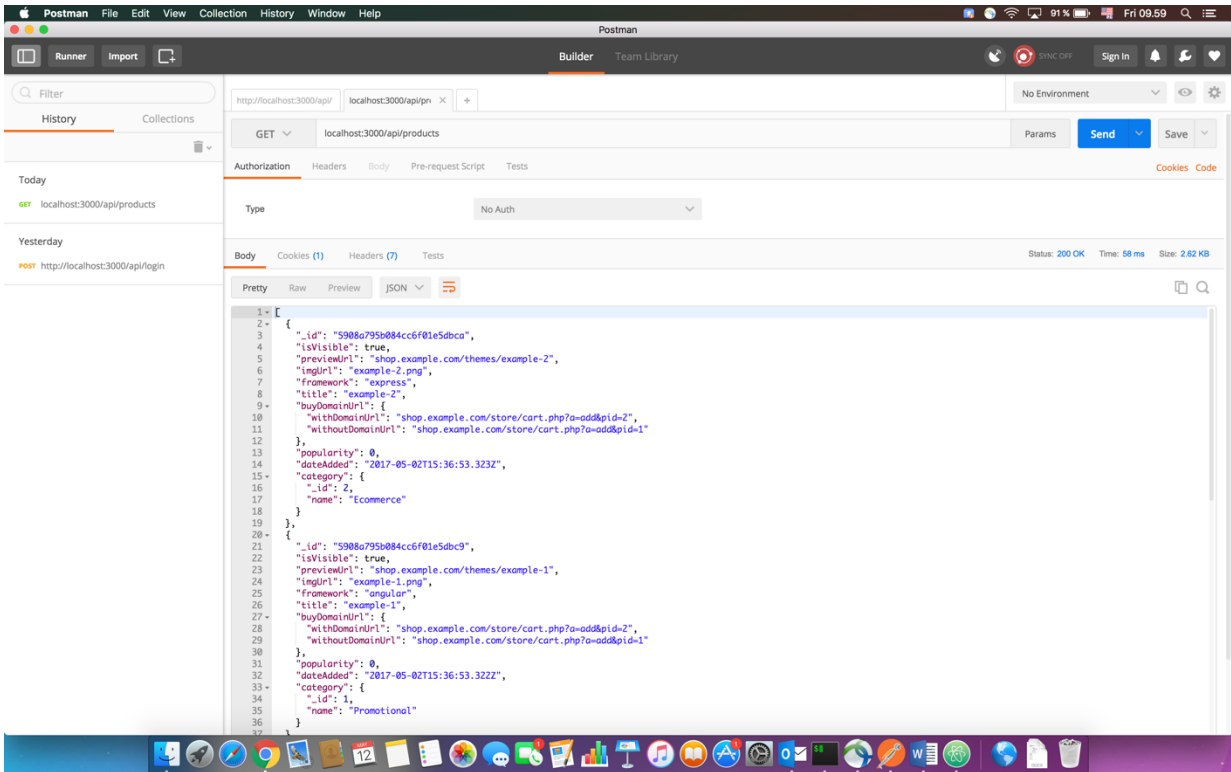 Postman File Edit View Collection History Window Help 91% Fri 09.59
Postman
Runner Import Builder Team Library SYNC OFF Sign In
Filter
History Collections
Today
GET localhost:3000/api/products
Yesterday
POST http://localhost:3000/api/login
http://localhost:3000/api/ localhost:3000/api/pro + No Environment
GET localhost:3000/api/products Params Send Save
Authorization Headers Body Pre-request Script Tests Cookies Code
Type No Auth
Body Cookies (1) Headers (7) Tests Status: 200 OK Time: 58 ms Size: 2.62 KB
Pretty Raw Preview JSON
1 [
2 {
3 "_id": "5908a795b084cc6f01e5dbca",
4 "isVisible": true,
5 "previewUrl": "shop.example.com/themes/example-2",
6 "imgUrl": "example-2.png",
7 "framework": "express",
8 "title": "example-2",
9 "buyDomainUrl": {
10 "withDomainUrl": "shop.example.com/store/cart.php?a=add&pid=2",
11 "withoutDomainUrl": "shop.example.com/store/cart.php?a=add&pid=1"
12 },
13 "popularity": 0,
14 "dateAdded": "2017-05-02T15:36:53.323Z",
15 "category": {
16 "_id": 2,
17 "name": "Ecommerce"
18 }
19 },
20 {
21 "_id": "5908a795b084cc6f01e5dbc9",
22 "isVisible": true,
23 "previewUrl": "shop.example.com/themes/example-1",
24 "imgUrl": "example-1.png",
25 "framework": "angular",
26 "title": "example-1",
27 "buyDomainUrl": {
28 "withDomainUrl": "shop.example.com/store/cart.php?a=add&pid=2",
29 "withoutDomainUrl": "shop.example.com/store/cart.php?a=add&pid=1"
30 },
31 "popularity": 0,
32 "dateAdded": "2017-05-02T15:36:53.322Z",
33 "category": {
34 "_id": 1,
35 "name": "Promotional"
36 }
37 }
12